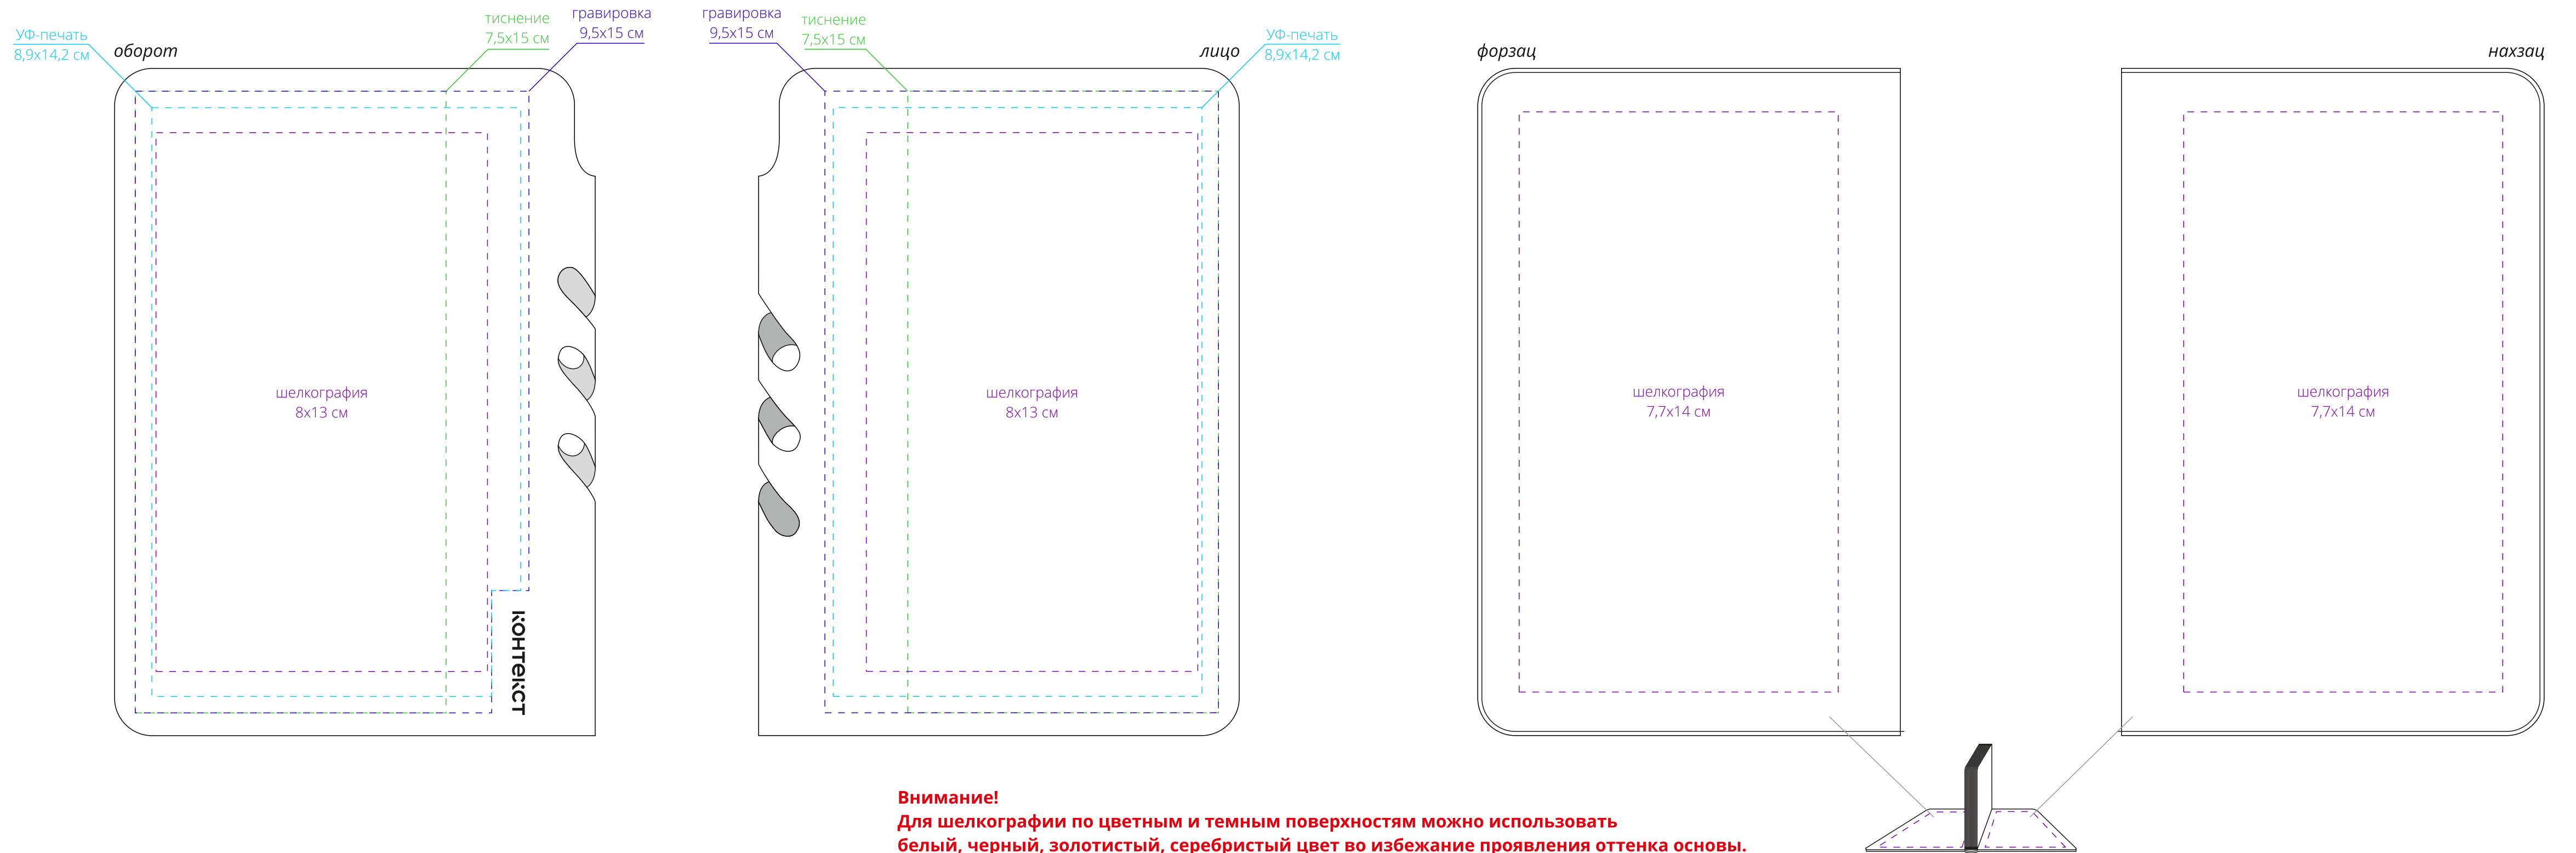 УФ-печать
8,9х14,2 см
оборот
тиснение
7,5х15 см
гравировка
9,5х15 см
гравировка
9,5х15 см
тиснение
7,5х15 см
лицо
УФ-печать
8,9х14,2 см
форзац
нахзац
шелкография
8х13 см
шелкография
8х13 см
шелкография
7,7х14 см
шелкография
7,7х14 см
контекст
Внимание!
Для шелкографии по цветным и темным поверхностям можно использовать
белый, черный, золотистый, серебристый цвет во избежание проявления оттенка основы.